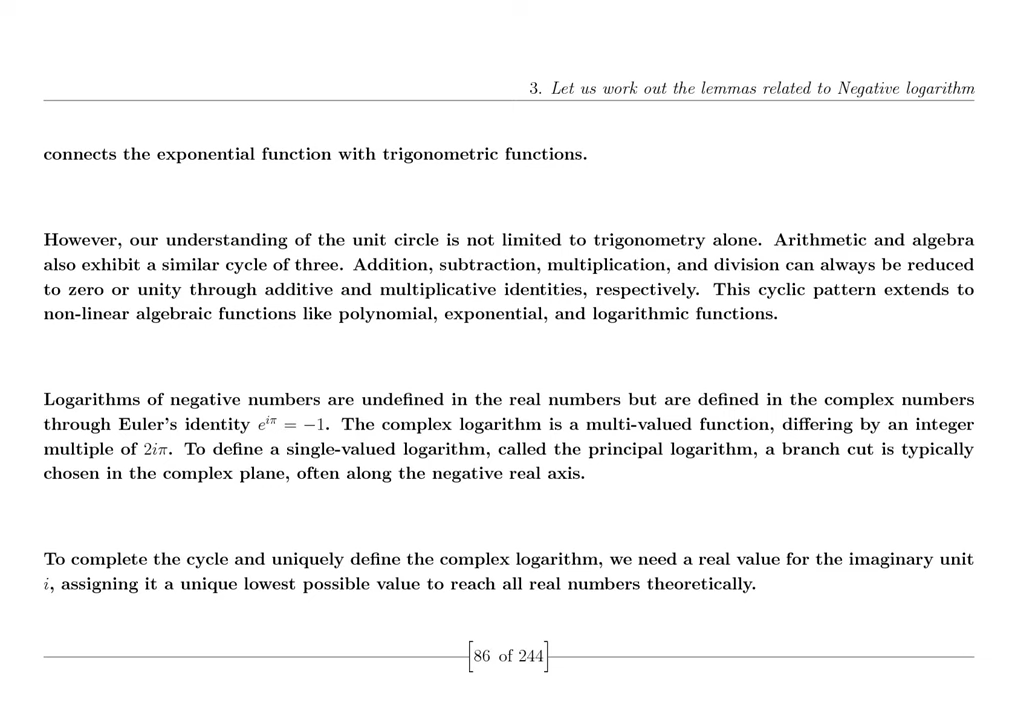 3. Let us work out the lemmas related to Negative logarithm
connects the exponential function with trigonometric functions.
However, our understanding of the unit circle is not limited to trigonometry alone. Arithmetic and algebra
also exhibit a similar cycle of three. Addition, subtraction, multiplication, and division can always be reduced
to zero or unity through additive and multiplicative identities, respectively. This cyclic pattern extends to
non-linear algebraic functions like polynomial, exponential, and logarithmic functions.
Logarithms of negative numbers are undefined in the real numbers but are defined in the complex numbers
through Euler's identity $e^{i\pi} = -1$. The complex logarithm is a multi-valued function, differing by an integer
multiple of $2i\pi$. To define a single-valued logarithm, called the principal logarithm, a branch cut is typically
chosen in the complex plane, often along the negative real axis.
To complete the cycle and uniquely define the complex logarithm, we need a real value for the imaginary unit
$i$, assigning it a unique lowest possible value to reach all real numbers theoretically.
[86 of 244]